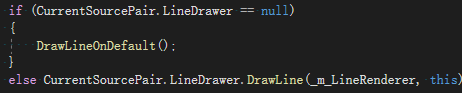 if (CurrentSourcePair.LineDrawer == null)
{
DrawLineOnDefault();
}
else CurrentSourcePair.LineDrawer.DrawLine(_m_LineRenderer, this)